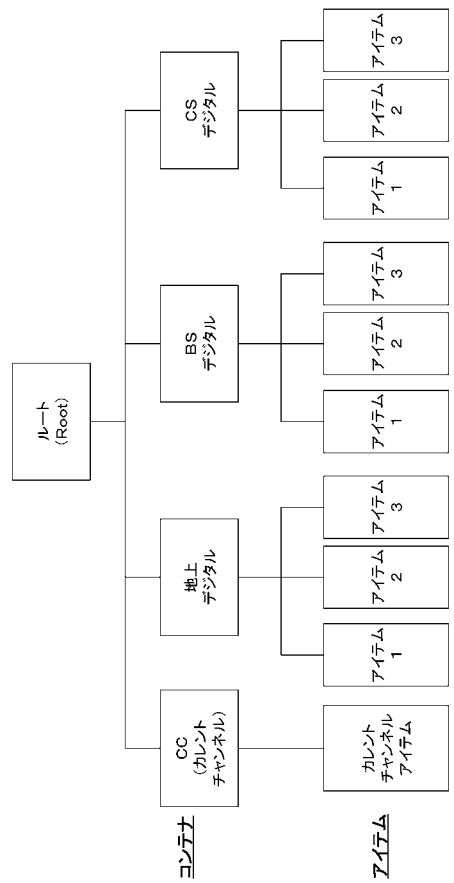 ルート
(Root)
コンテナ
CC
(カレント
チャンネル)
地上
デジタル
BS
デジタル
CS
デジタル
アイテム
カレント
チャンネル
アイテム
アイテム
1
アイテム
2
アイテム
3
アイテム
1
アイテム
2
アイテム
3
アイテム
1
アイテム
2
アイテム
3